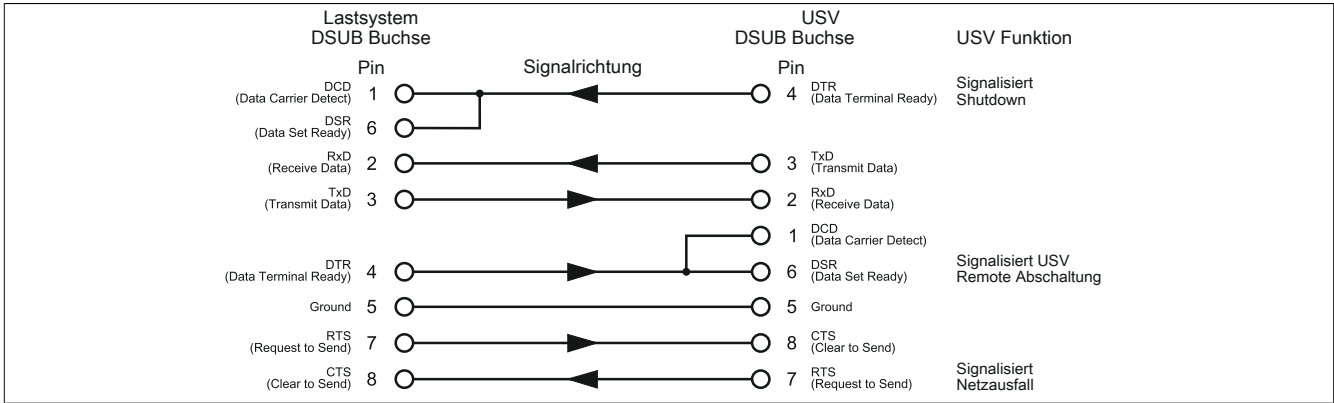 Lastsystem
DSUB Buchse
USV
DSUB Buchse
USV Funktion
Pin
Signalrichtung
Pin
DCD
(Data Carrier Detect)
1
4
DTR
(Data Terminal Ready)
Signalisiert
Shutdown
DSR
(Data Set Ready)
6
RxD
(Receive Data)
2
3
TxD
(Transmit Data)
TxD
(Transmit Data)
3
2
RxD
(Receive Data)
1
DCD
(Data Carrier Detect)
DTR
(Data Terminal Ready)
4
6
DSR
(Data Set Ready)
Signalisiert USV
Remote Abschaltung
Ground
5
5
Ground
RTS
(Request to Send)
7
8
CTS
(Clear to Send)
CTS
(Clear to Send)
8
7
RTS
(Request to Send)
Signalisiert
Netzausfall